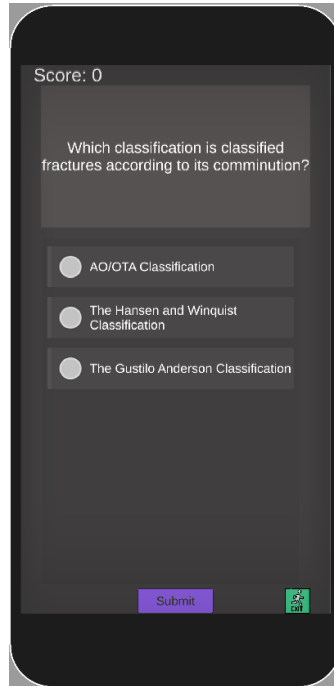 Score: 0
Which classification is classified
fractures according to its comminution?
AO/OTA Classification
The Hansen and Winquist
Classification
The Gustilo Anderson Classification
Submit
EXIT